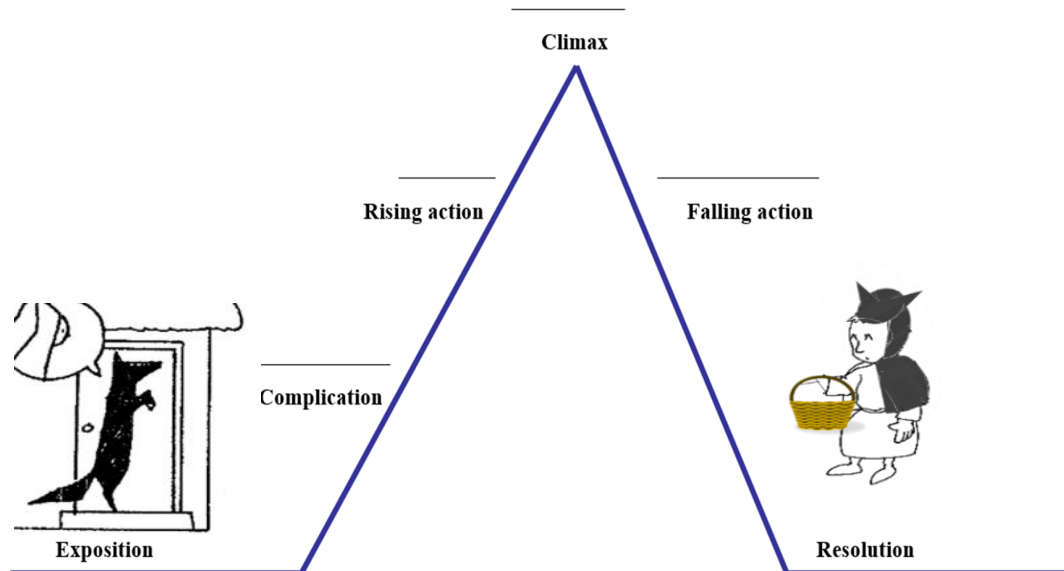 Climax
Rising action
Falling action
Complication
Exposition
Resolution